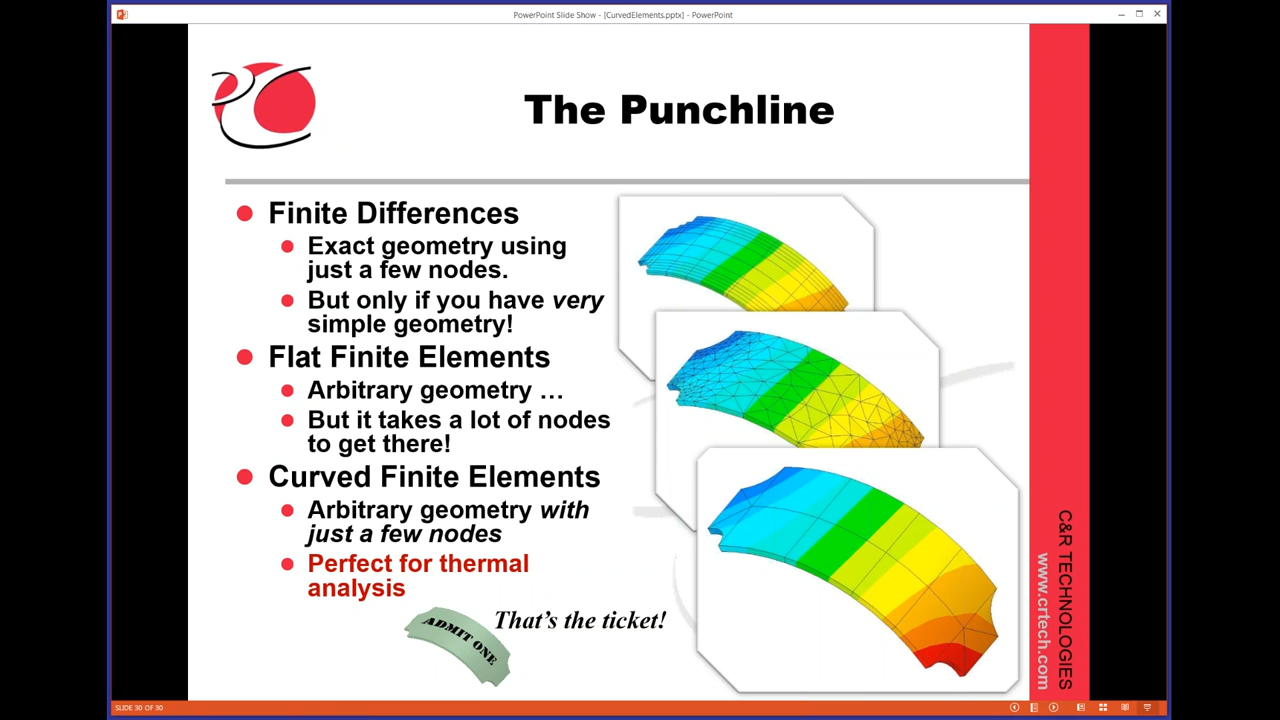 PowerPoint Slide Show - [CurvedElements.pptx] - PowerPoint
The Punchline
Finite Differences
Exact geometry using
just a few nodes.
But only if you have very
simple geometry!
Flat Finite Elements
Arbitrary geometry …
But it takes a lot of nodes
to get there!
Curved Finite Elements
Arbitrary geometry with
just a few nodes
Perfect for thermal
analysis
ADMIT ONE
That's the ticket!
C&R TECHNOLOGIES
www.crtech.com
SLIDE 30 OF 30